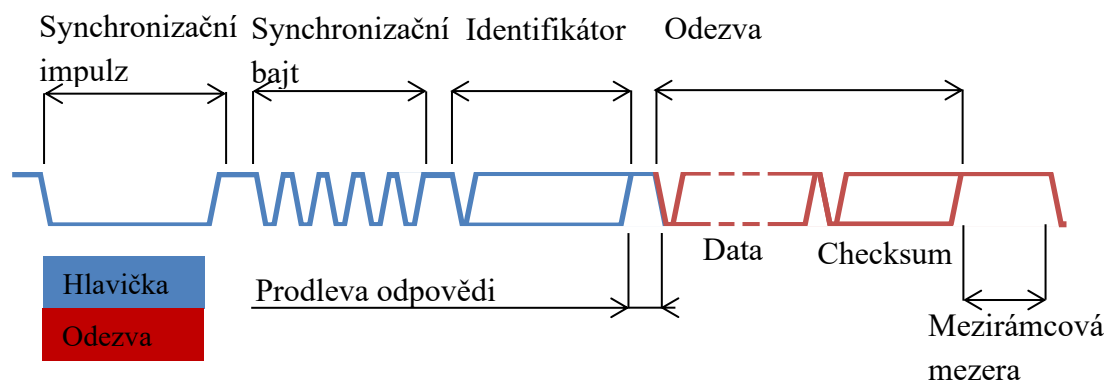 Synchronizační
impulz
Synchronizační
bajt
Identifikátor
Odezva
Data
Checksum
Hlavička
Odezva
Prodleva odpovědi
Mezirámcová
mezera